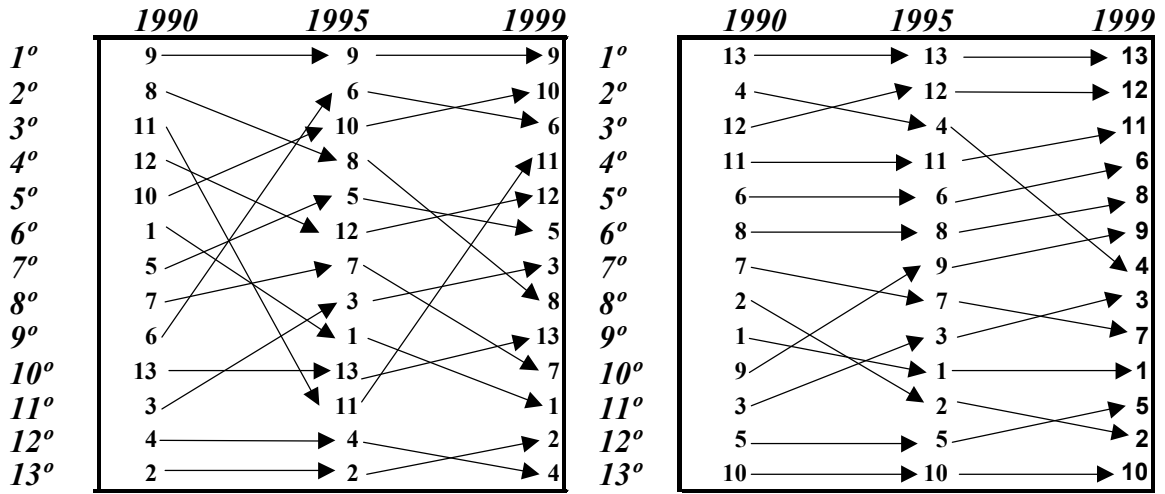 1990 1995 1999 1990 1995 1999
1º 9 9 9 1º 13 13 13
2º 8 6 10 2º 4 12 12
3º 11 10 6 3º 12 4 11
4º 12 8 11 4º 11 11 6
5º 10 5 12 5º 6 6 8
6º 1 12 5 6º 8 8 9
7º 5 7 3 7º 7 9 4
8º 7 3 8 8º 2 7 3
9º 6 1 13 9º 1 3 7
10º 13 13 7 10º 9 1 1
11º 3 11 1 11º 3 2 5
12º 4 4 2 12º 5 5 2
13º 2 2 4 13º 10 10 10